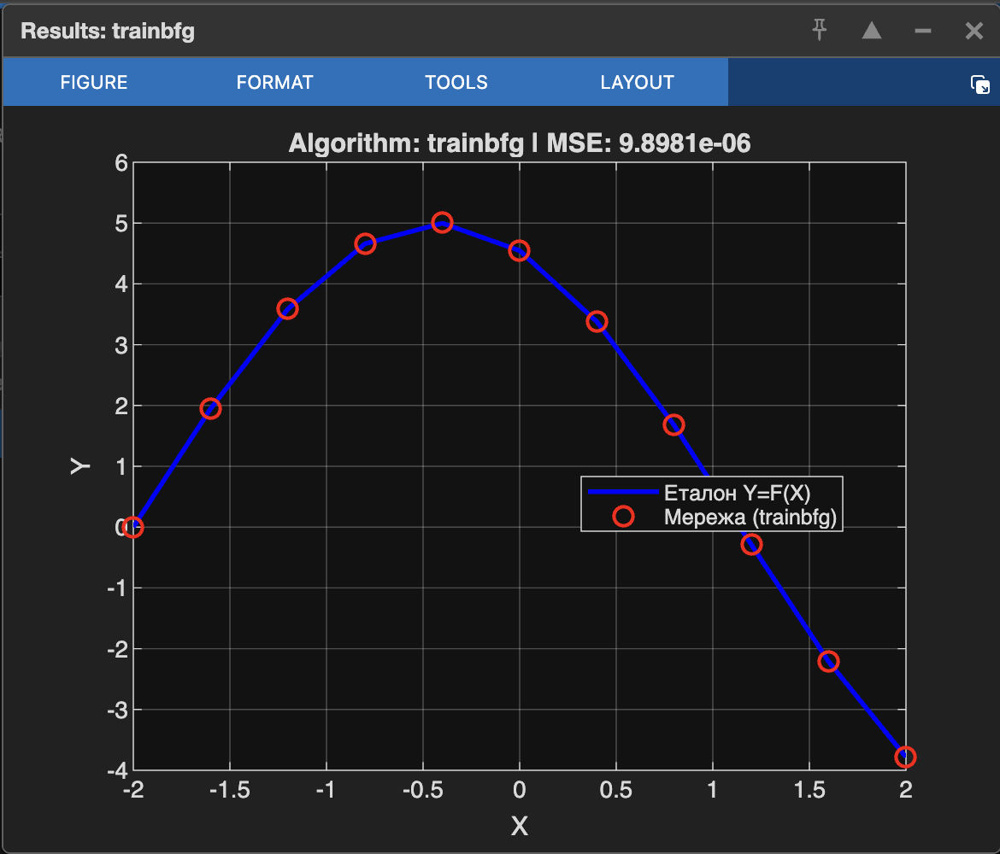 Results: trainbfg
FIGURE FORMAT TOOLS LAYOUT
Algorithm: trainbfg | MSE: 9.8981e-06
6
5
4
3
2
1
0
-1
-2
-3
-4
Y
Еталон Y=F(X)
Мережа (trainbfg)
-2 -1.5 -1 -0.5 0 0.5 1 1.5 2
X